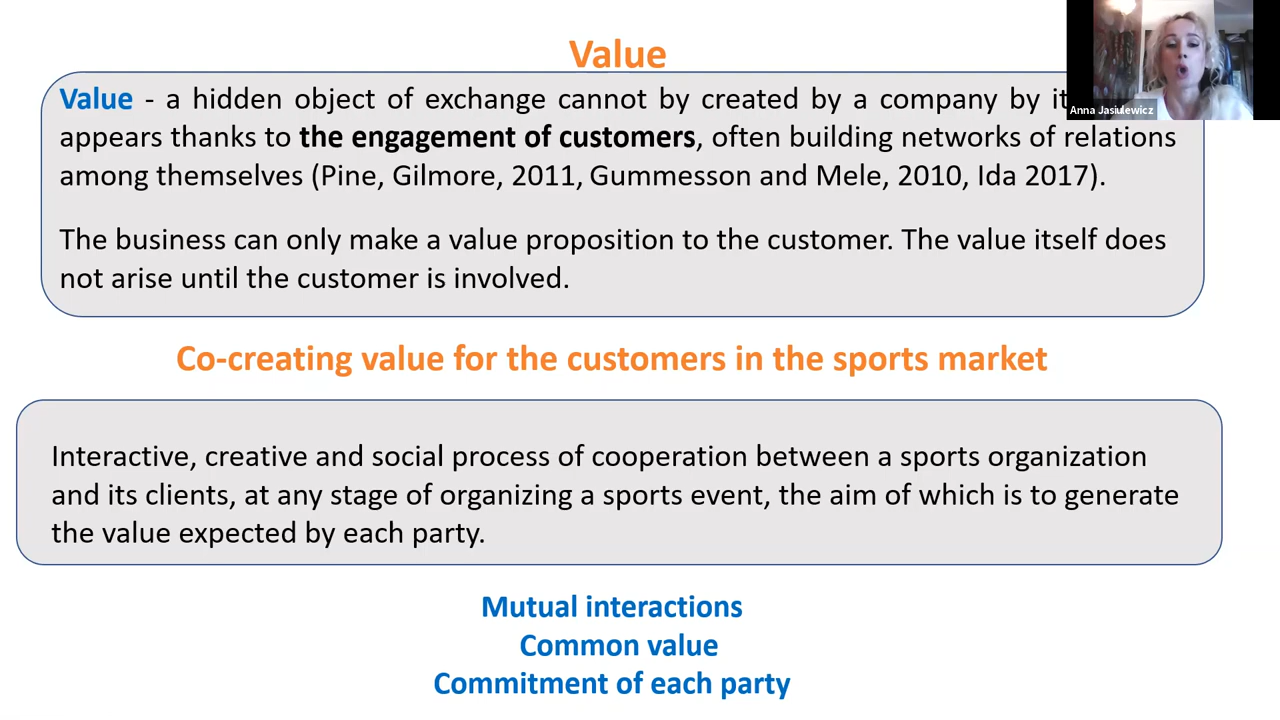 Value
Value - a hidden object of exchange cannot by created by a company by
appears thanks to the engagement of customers, often building networks of relations
among themselves (Pine, Gilmore, 2011, Gummesson and Mele, 2010, Ida 2017).
The business can only make a value proposition to the customer. The value itself does
not arise until the customer is involved.
Co-creating value for the customers in the sports market
Interactive, creative and social process of cooperation between a sports organization
and its clients, at any stage of organizing a sports event, the aim of which is to generate
the value expected by each party.
Mutual interactions
Common value
Commitment of each party
Anna Jasiulewicz